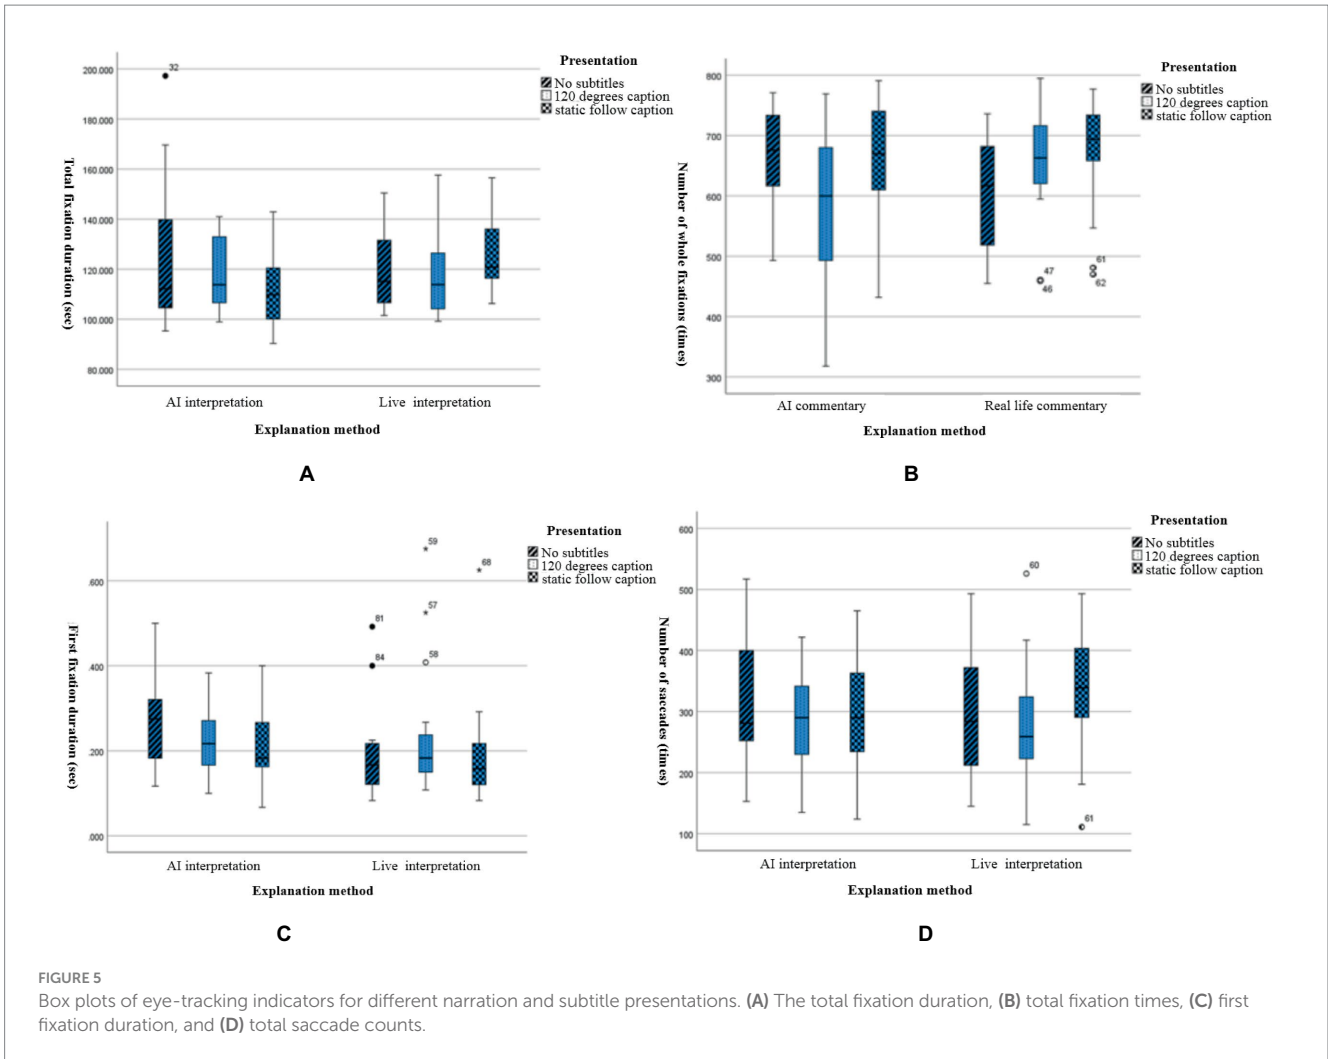 Presentation
No subtitles
120 degrees caption
static follow caption
Total fixation duration (sec)
200.000
180.000
160.000
140.000
120.000
100.000
80.000
32
AI interpretation
Live interpretation
Explanation method
A
Presentation
No subtitles
120 degrees caption
static follow caption
Number of whole fixations (times)
800
700
600
500
400
300
47
46
61
62
AI commentary
Real life commentary
Explanation method
B
Presentation
No subtitles
120 degrees caption
static follow caption
First fixation duration (sec)
.600
.400
.200
.000
81
84
59
57
58
68
AI interpretation
Live interpretation
Explanation method
C
Presentation
No subtitles
120 degrees caption
static follow caption
Number of saccades (times)
600
500
400
300
200
100
60
61
AI interpretation
Live interpretation
Explanation method
D
FIGURE 5
Box plots of eye-tracking indicators for different narration and subtitle presentations. (A) The total fixation duration, (B) total fixation times, (C) first
fixation duration, and (D) total saccade counts.